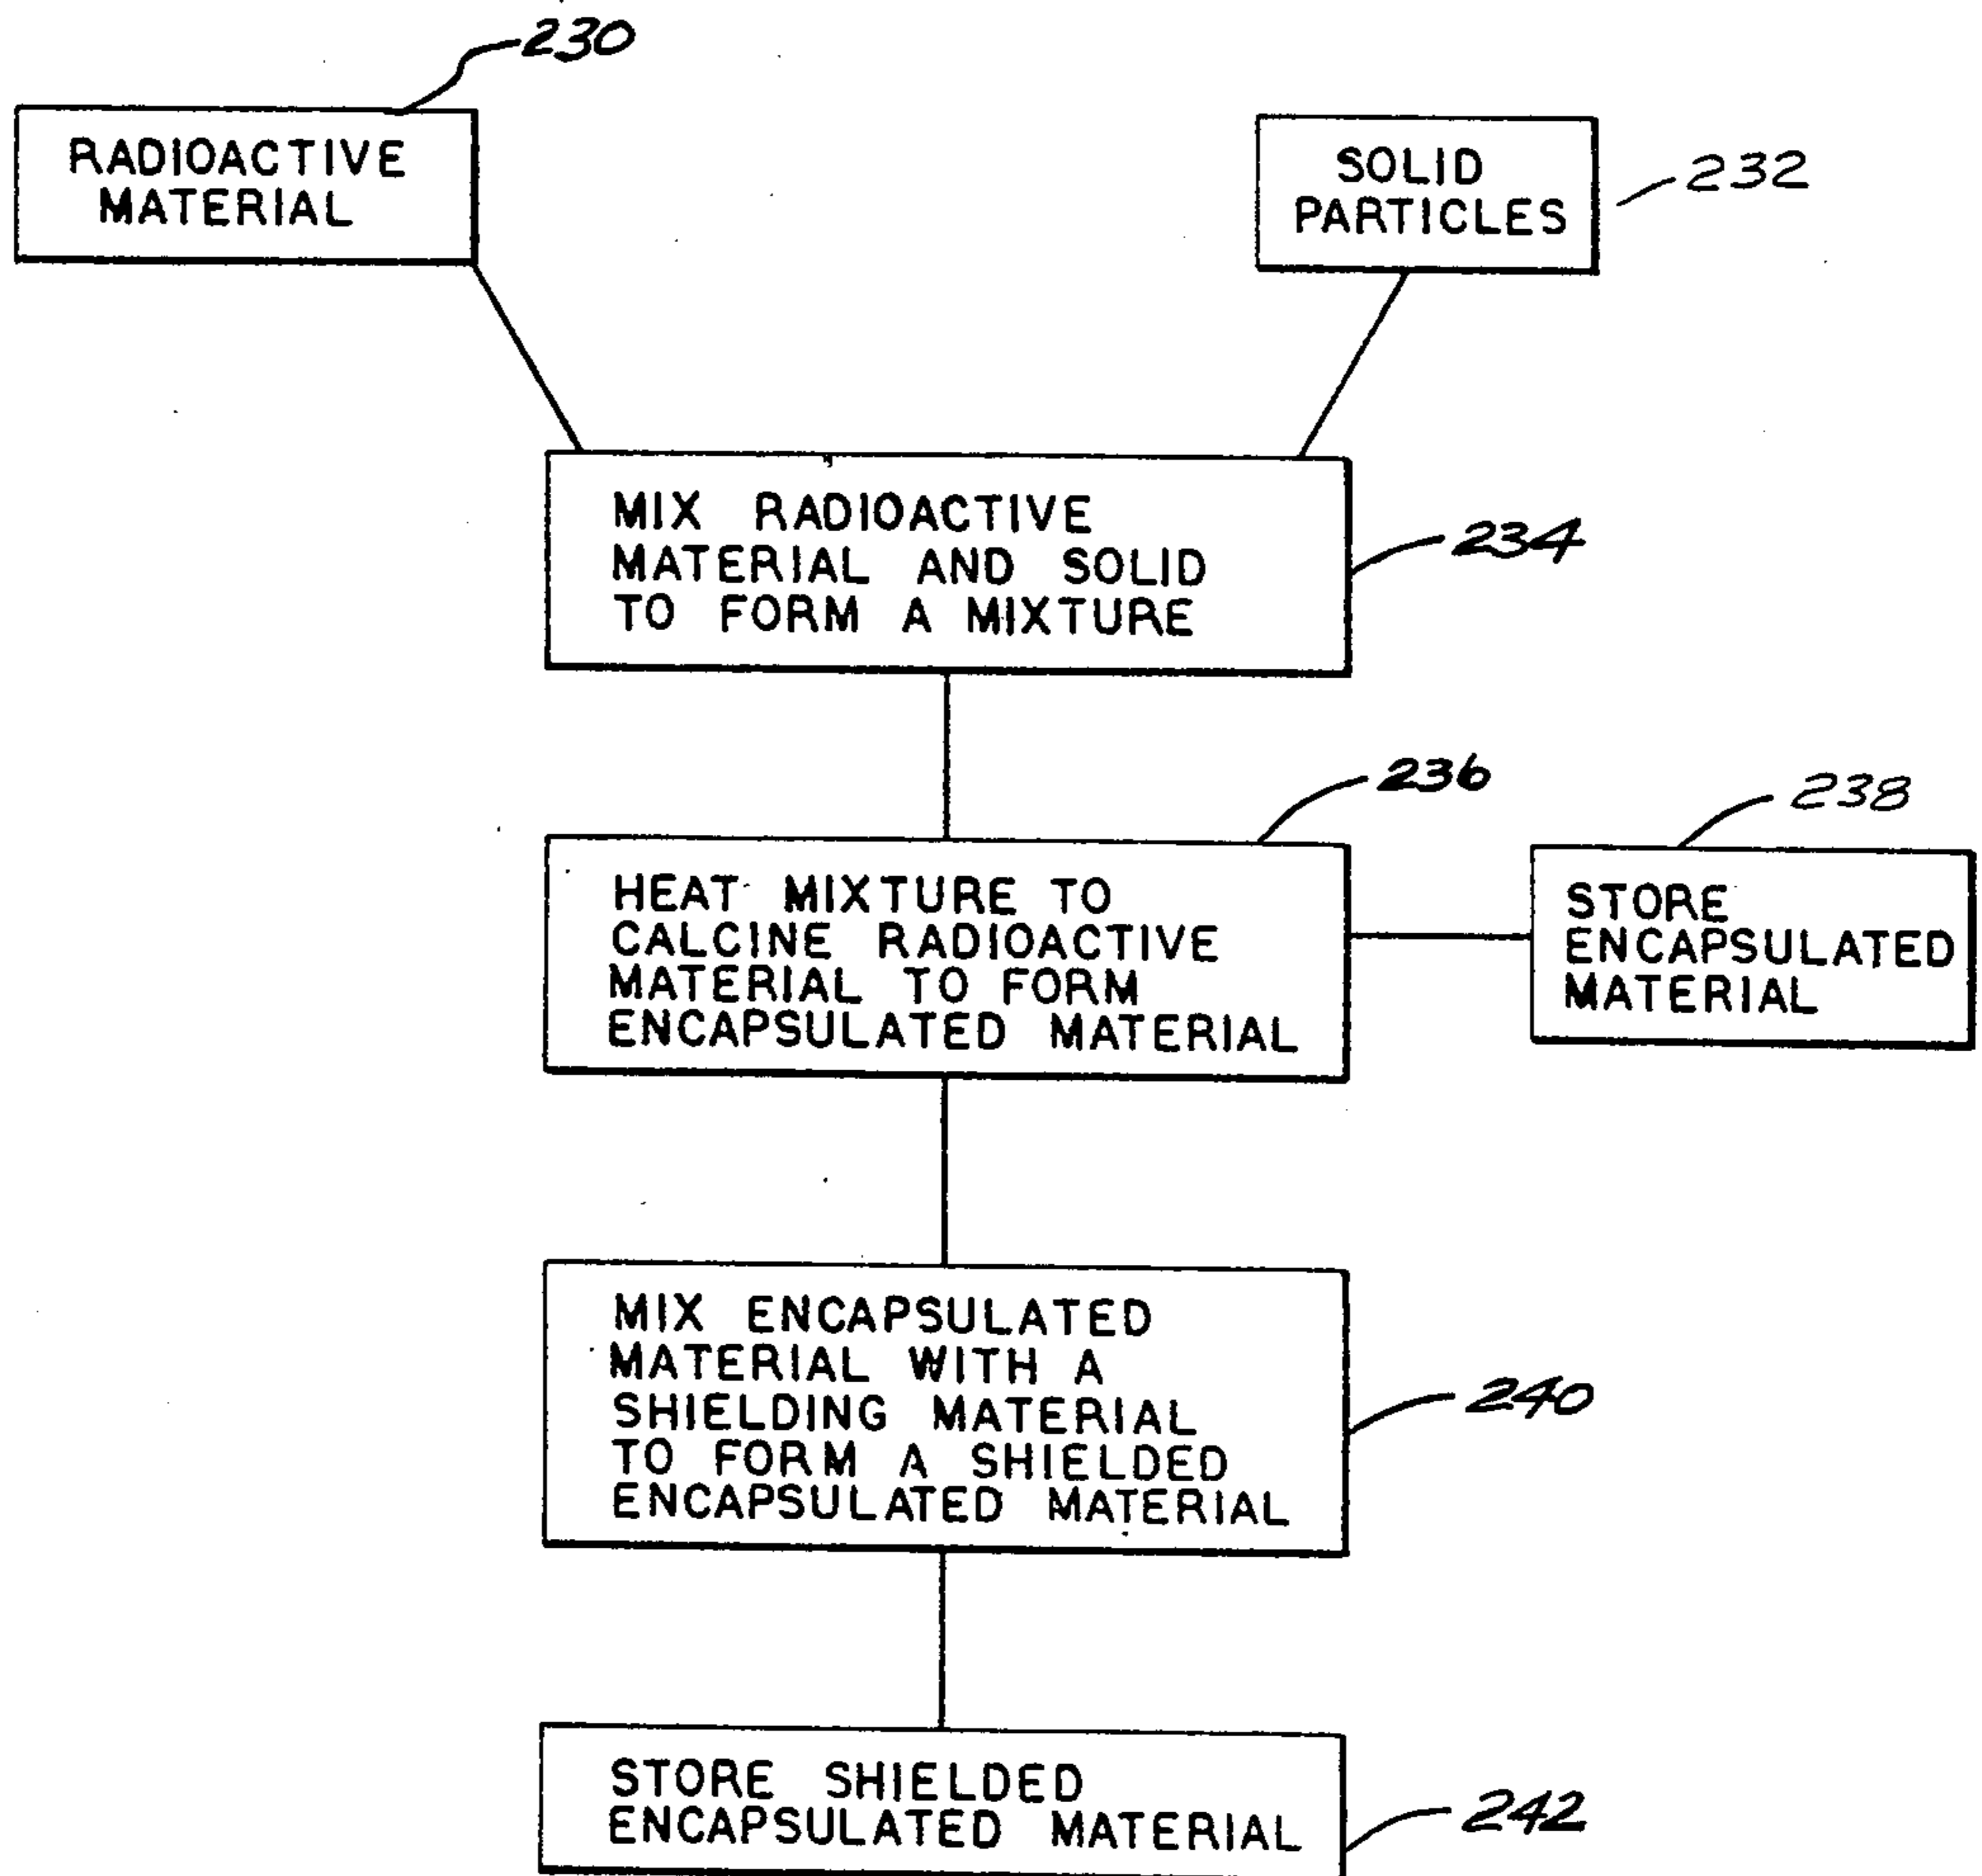 230
RADIOACTIVE
MATERIAL
SOLID
PARTICLES
232
MIX RADIOACTIVE
MATERIAL AND SOLID
TO FORM A MIXTURE
234
236
238
HEAT MIXTURE TO
CALCINE RADIOACTIVE
MATERIAL TO FORM
ENCAPSULATED MATERIAL
STORE
ENCAPSULATED
MATERIAL
MIX ENCAPSULATED
MATERIAL WITH A
SHIELDING MATERIAL
TO FORM A SHIELDED
ENCAPSULATED MATERIAL
240
STORE SHIELDED
ENCAPSULATED MATERIAL
242